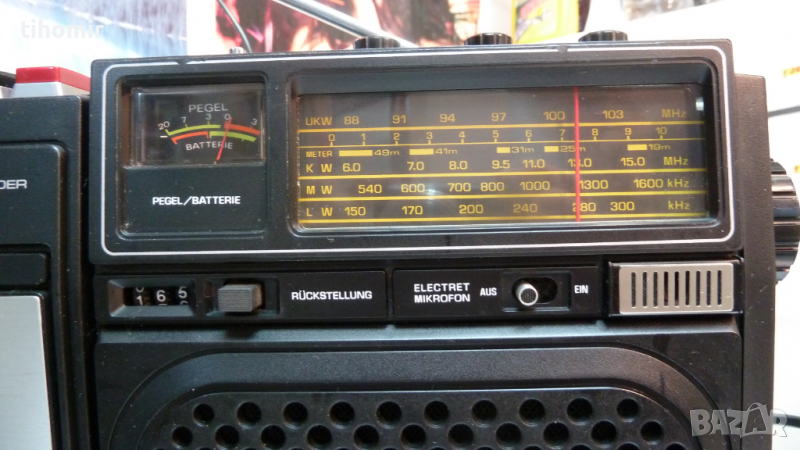 tihomir
PEGEL
20 7 3 0 3
BATTERIE
PEGEL/BATTERIE
DER
UKW 88 91 94 97 100 103 MHz
0 1 2 3 4 5 6 7 8 9 10
METER 49m 41m 31m 25m 19m
K W 6.0 7.0 8.0 9.5 11.0 13.0 15.0 MHz
M W 540 600 700 800 1000 1300 1600 kHz
L W 150 170 200 240 280 300 kHz
1 6 5
RÜCKSTELLUNG
ELECTRET
MIKROFON
AUS
EIN
BAZAR